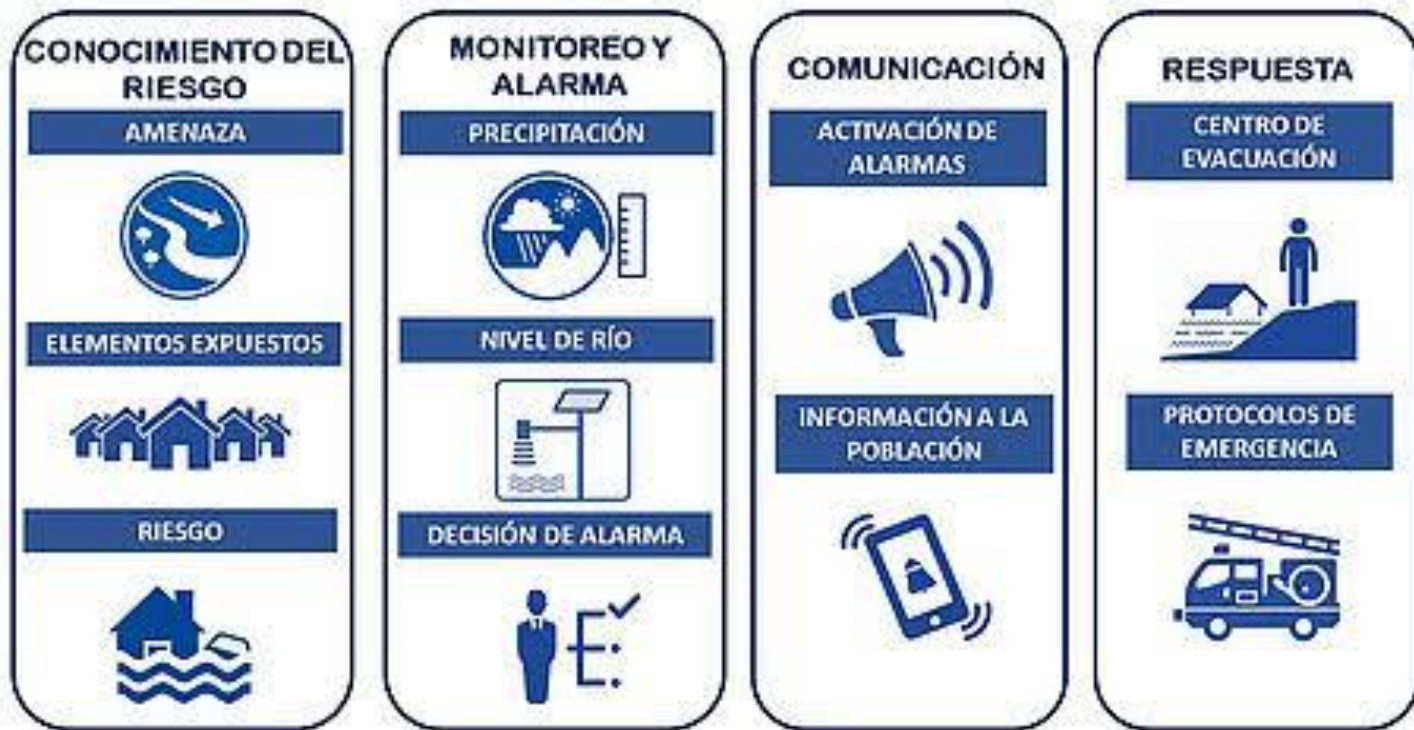 CONOCIMIENTO DEL
RIESGO
AMENAZA
ELEMENTOS EXPUESTOS
RIESGO
MONITOREO Y
ALARMA
PRECIPITACIÓN
NIVEL DE RÍO
DECISIÓN DE ALARMA
COMUNICACIÓN
ACTIVACIÓN DE
ALARMAS
INFORMACIÓN A LA
POBLACIÓN
RESPUESTA
CENTRO DE
EVACUACIÓN
PROTOCOLOS DE
EMERGENCIA